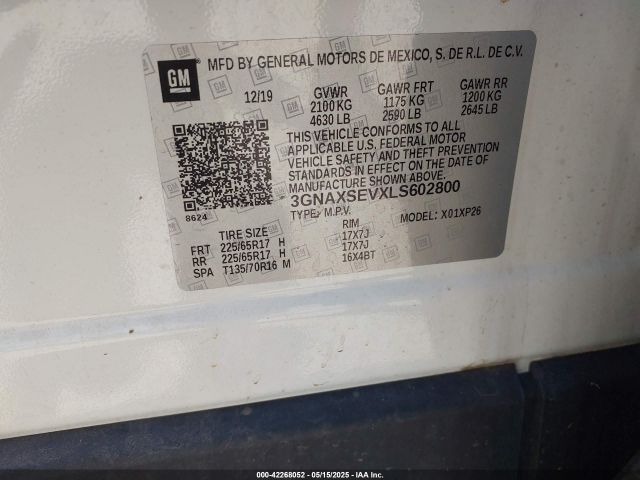 GM
MFD BY GENERAL MOTORS DE MEXICO, S. DE R.L. DE C.V.
12/19 GVWR GAWR FRT GAWR RR
2100 KG 1175 KG 1200 KG
4630 LB 2590 LB 2645 LB
THIS VEHICLE CONFORMS TO ALL
APPLICABLE U.S. FEDERAL MOTOR
VEHICLE SAFETY AND THEFT PREVENTION
STANDARDS IN EFFECT ON THE DATE OF
MANUFACTURE SHOWN ABOVE.
8624
3GNAXSEVXLS602800
TYPE: M.P.V. MODEL: X01XP26
TIRE SIZE RIM
FRT 225/65R17 H 17X7J
RR 225/65R17 H 17X7J
SPA T135/70R16 M 16X4BT
000-42268052 - 05/15/2025 - IAA Inc.